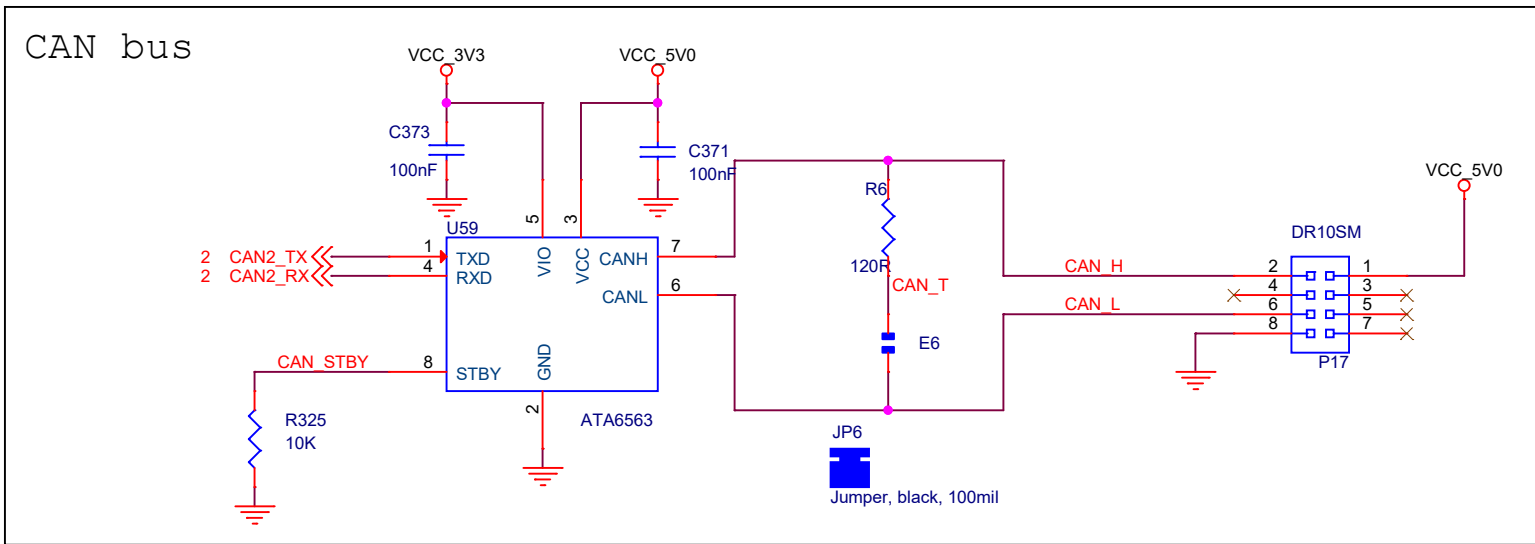 CAN bus
VCC_3V3
VCC_5V0
C373
100nF
C371
100nF
VCC_5V0
R6
120R
CAN_T
U59
5
3
VIO
VCC
2 CAN2_TX
1
TXD
2 CAN2_RX
4
RXD
CANH
7
CANL
6
CAN_STBY
8
STBY
GND
2
ATA6563
R325
10K
E6
JP6
Jumper, black, 100mil
DR10SM
CAN_H
2
1
4
3
CAN_L
6
5
8
7
P17